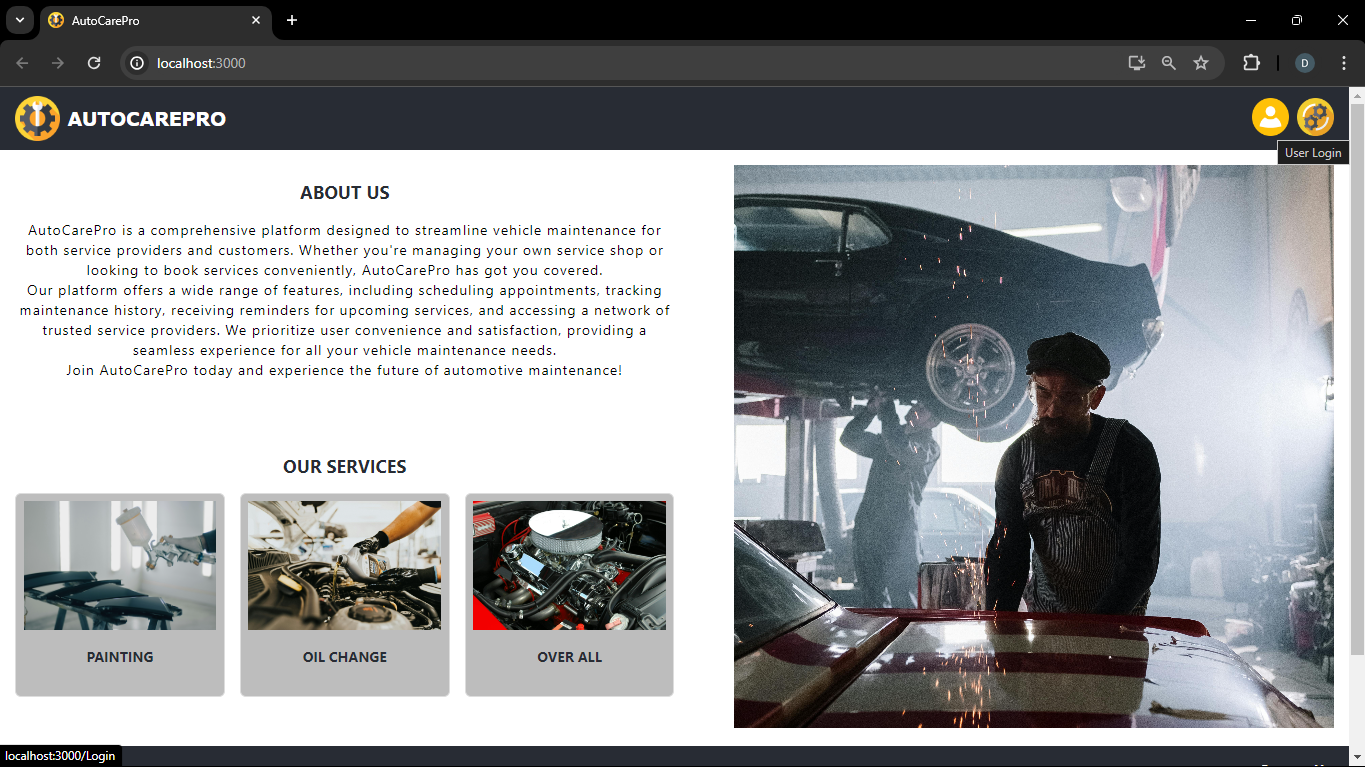 AutoCarePro
localhost:3000
D
AUTOCAREPRO
User Login
ABOUT US
AutoCarePro is a comprehensive platform designed to streamline vehicle maintenance for
both service providers and customers. Whether you're managing your own service shop or
looking to book services conveniently, AutoCarePro has got you covered.
Our platform offers a wide range of features, including scheduling appointments, tracking
maintenance history, receiving reminders for upcoming services, and accessing a network of
trusted service providers. We prioritize user convenience and satisfaction, providing a
seamless experience for all your vehicle maintenance needs.
Join AutoCarePro today and experience the future of automotive maintenance!
OUR SERVICES
PAINTING
OIL CHANGE
OVER ALL
localhost:3000/Login